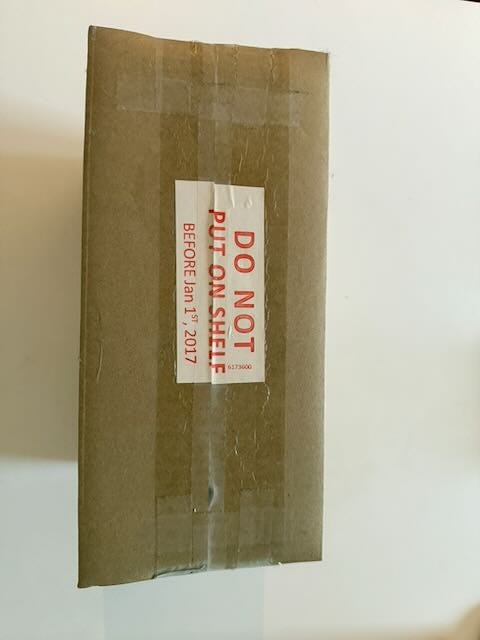 DO NOT
PUT ON SHELF
BEFORE Jan 1ST, 2017
6173600